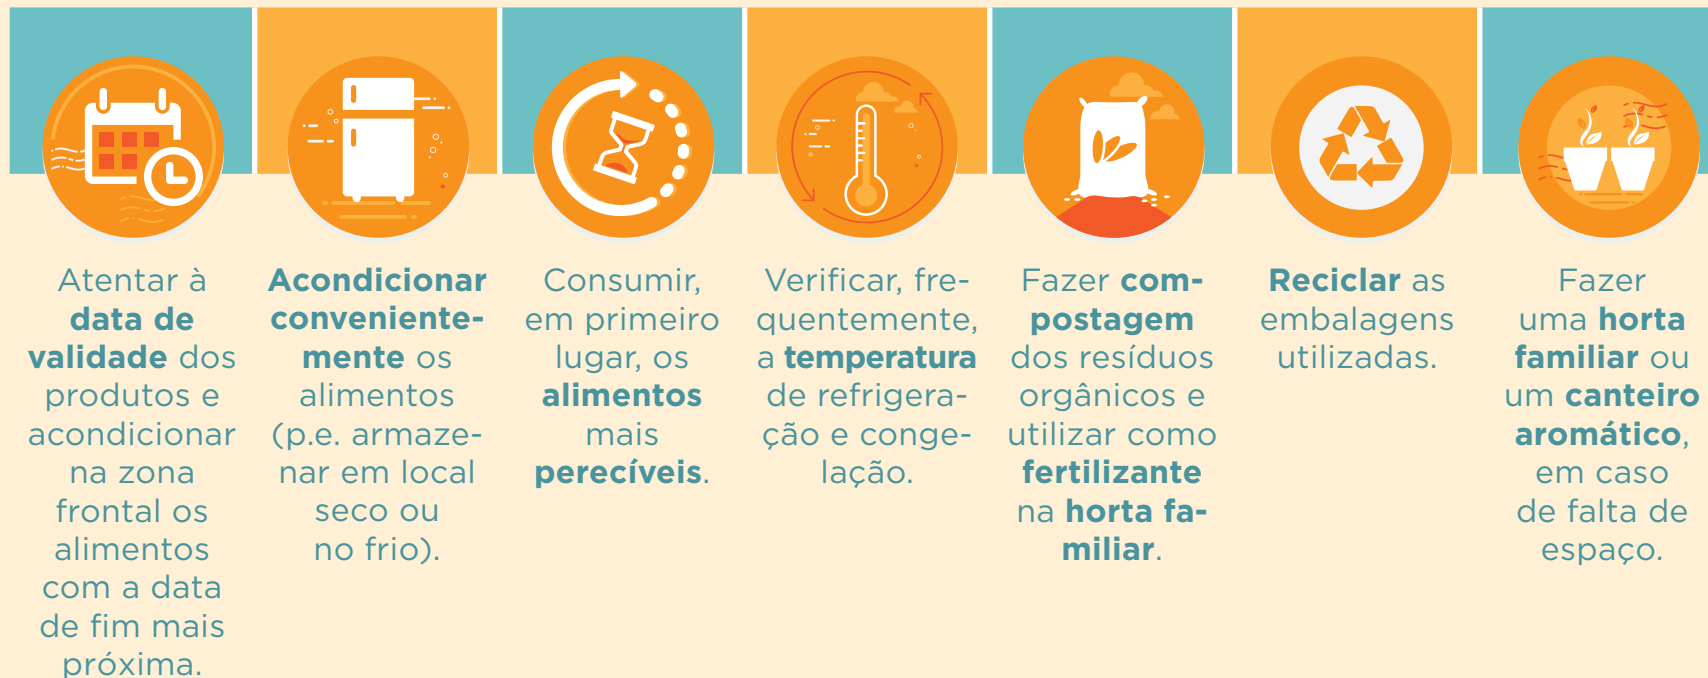 Atentar à
data de
validade dos
produtos e
acondicionar
na zona
frontal os
alimentos
com a data
de fim mais
próxima.
Acondicionar
conveniente-
mente os
alimentos
(p.e. armaze-
nar em local
seco ou
no frio).
Consumir,
em primeiro
lugar, os
alimentos
mais
perecíveis.
Verificar, fre-
quentemente,
a temperatura
de refrigera-
ção e conge-
lação.
Fazer com-
postagem
dos resíduos
orgânicos e
utilizar como
fertilizante
na horta fa-
miliar.
Reciclar as
embalagens
utilizadas.
Fazer
uma horta
familiar ou
um canteiro
aromático,
em caso
de falta de
espaço.